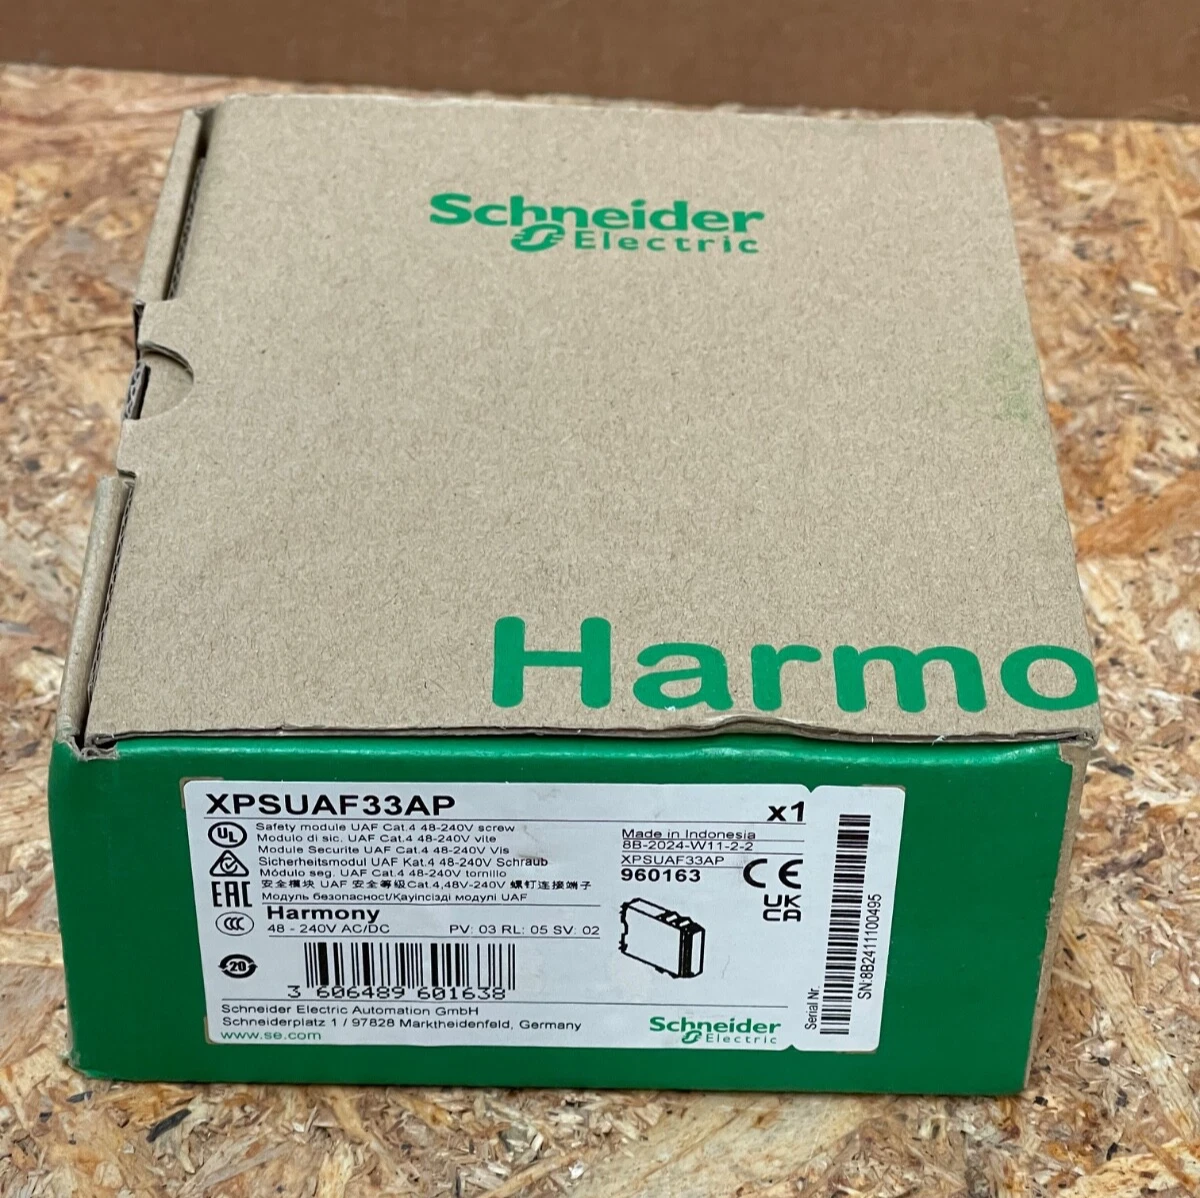 Schneider
Electric
Harmo
XPSUAF33AP
x1
Safety module UAF Cat.4 48-240V screw
Modulo di sic. UAF Cat.4 48-240V vite
Module Securite UAF Cat.4 48-240V Vis
Sicherheitsmodul UAF Kat.4 48-240V Schraub
Módulo seg. UAF Cat.4 48-240V tornillo
安全模块 UAF 安全等级Cat.4,48V-240V 螺钉连接端子
Модуль безопасност/Қауіпсізді модулі UAF
Harmony
48 - 240V AC/DC
PV: 03 RL: 05 SV: 02
UL
EAC
CCC
20
Made in Indonesia
8B-2024-W11-2-2
XPSUAF33AP
960163
CE
UK
CA
3 606489 601638
Schneider Electric Automation GmbH
Schneiderplatz 1 / 97828 Marktheidenfeld, Germany
www.se.com
Schneider
Electric
Serial Nr.
SN:8B2411100495